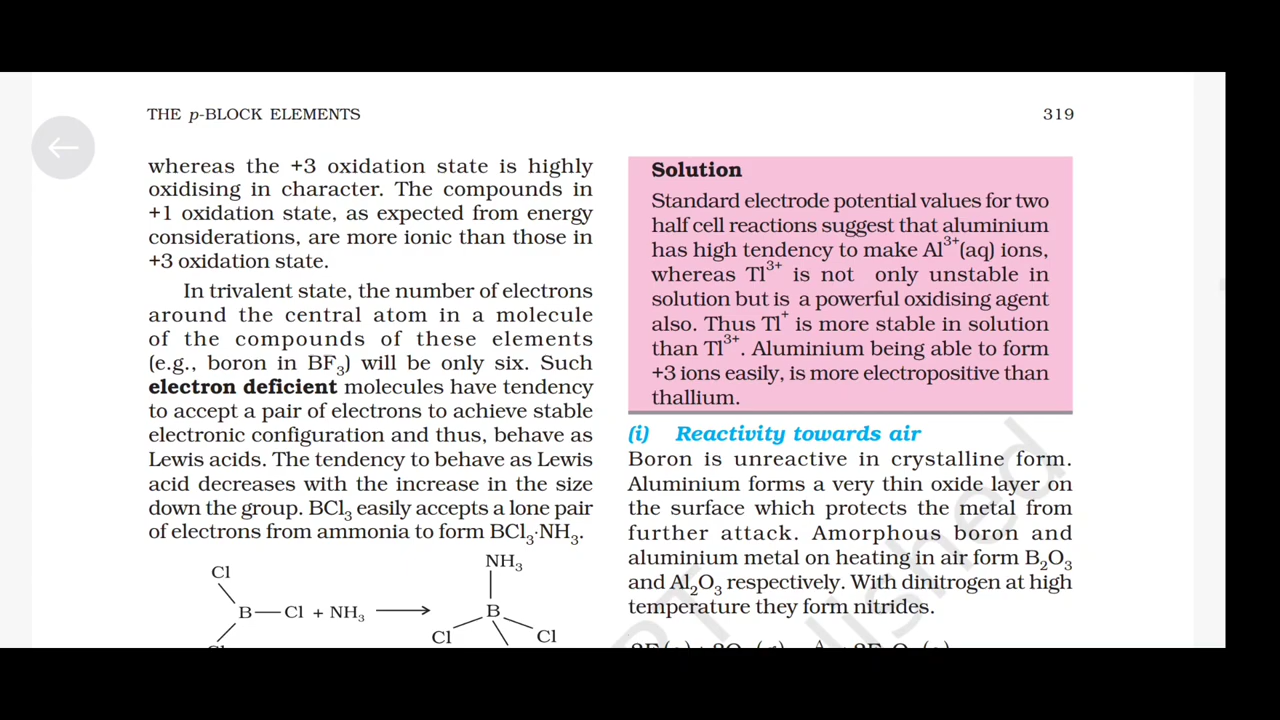 THE p-BLOCK ELEMENTS
319
whereas the +3 oxidation state is highly
oxidising in character. The compounds in
+1 oxidation state, as expected from energy
considerations, are more ionic than those in
+3 oxidation state.
In trivalent state, the number of electrons
around the central atom in a molecule
of the compounds of these elements
(e.g., boron in BF₃) will be only six. Such
electron deficient molecules have tendency
to accept a pair of electrons to achieve stable
electronic configuration and thus, behave as
Lewis acids. The tendency to behave as Lewis
acid decreases with the increase in the size
down the group. BCl₃ easily accepts a lone pair
of electrons from ammonia to form BCl₃·NH₃.
NH₃
Cl
B—Cl + NH₃ ⟶ B
Cl Cl
Solution
Standard electrode potential values for two
half cell reactions suggest that aluminium
has high tendency to make Al³⁺(aq) ions,
whereas Tl³⁺ is not only unstable in
solution but is a powerful oxidising agent
also. Thus Tl⁺ is more stable in solution
than Tl³⁺. Aluminium being able to form
+3 ions easily, is more electropositive than
thallium.
(i) Reactivity towards air
Boron is unreactive in crystalline form.
Aluminium forms a very thin oxide layer on
the surface which protects the metal from
further attack. Amorphous boron and
aluminium metal on heating in air form B₂O₃
and Al₂O₃ respectively. With dinitrogen at high
temperature they form nitrides.